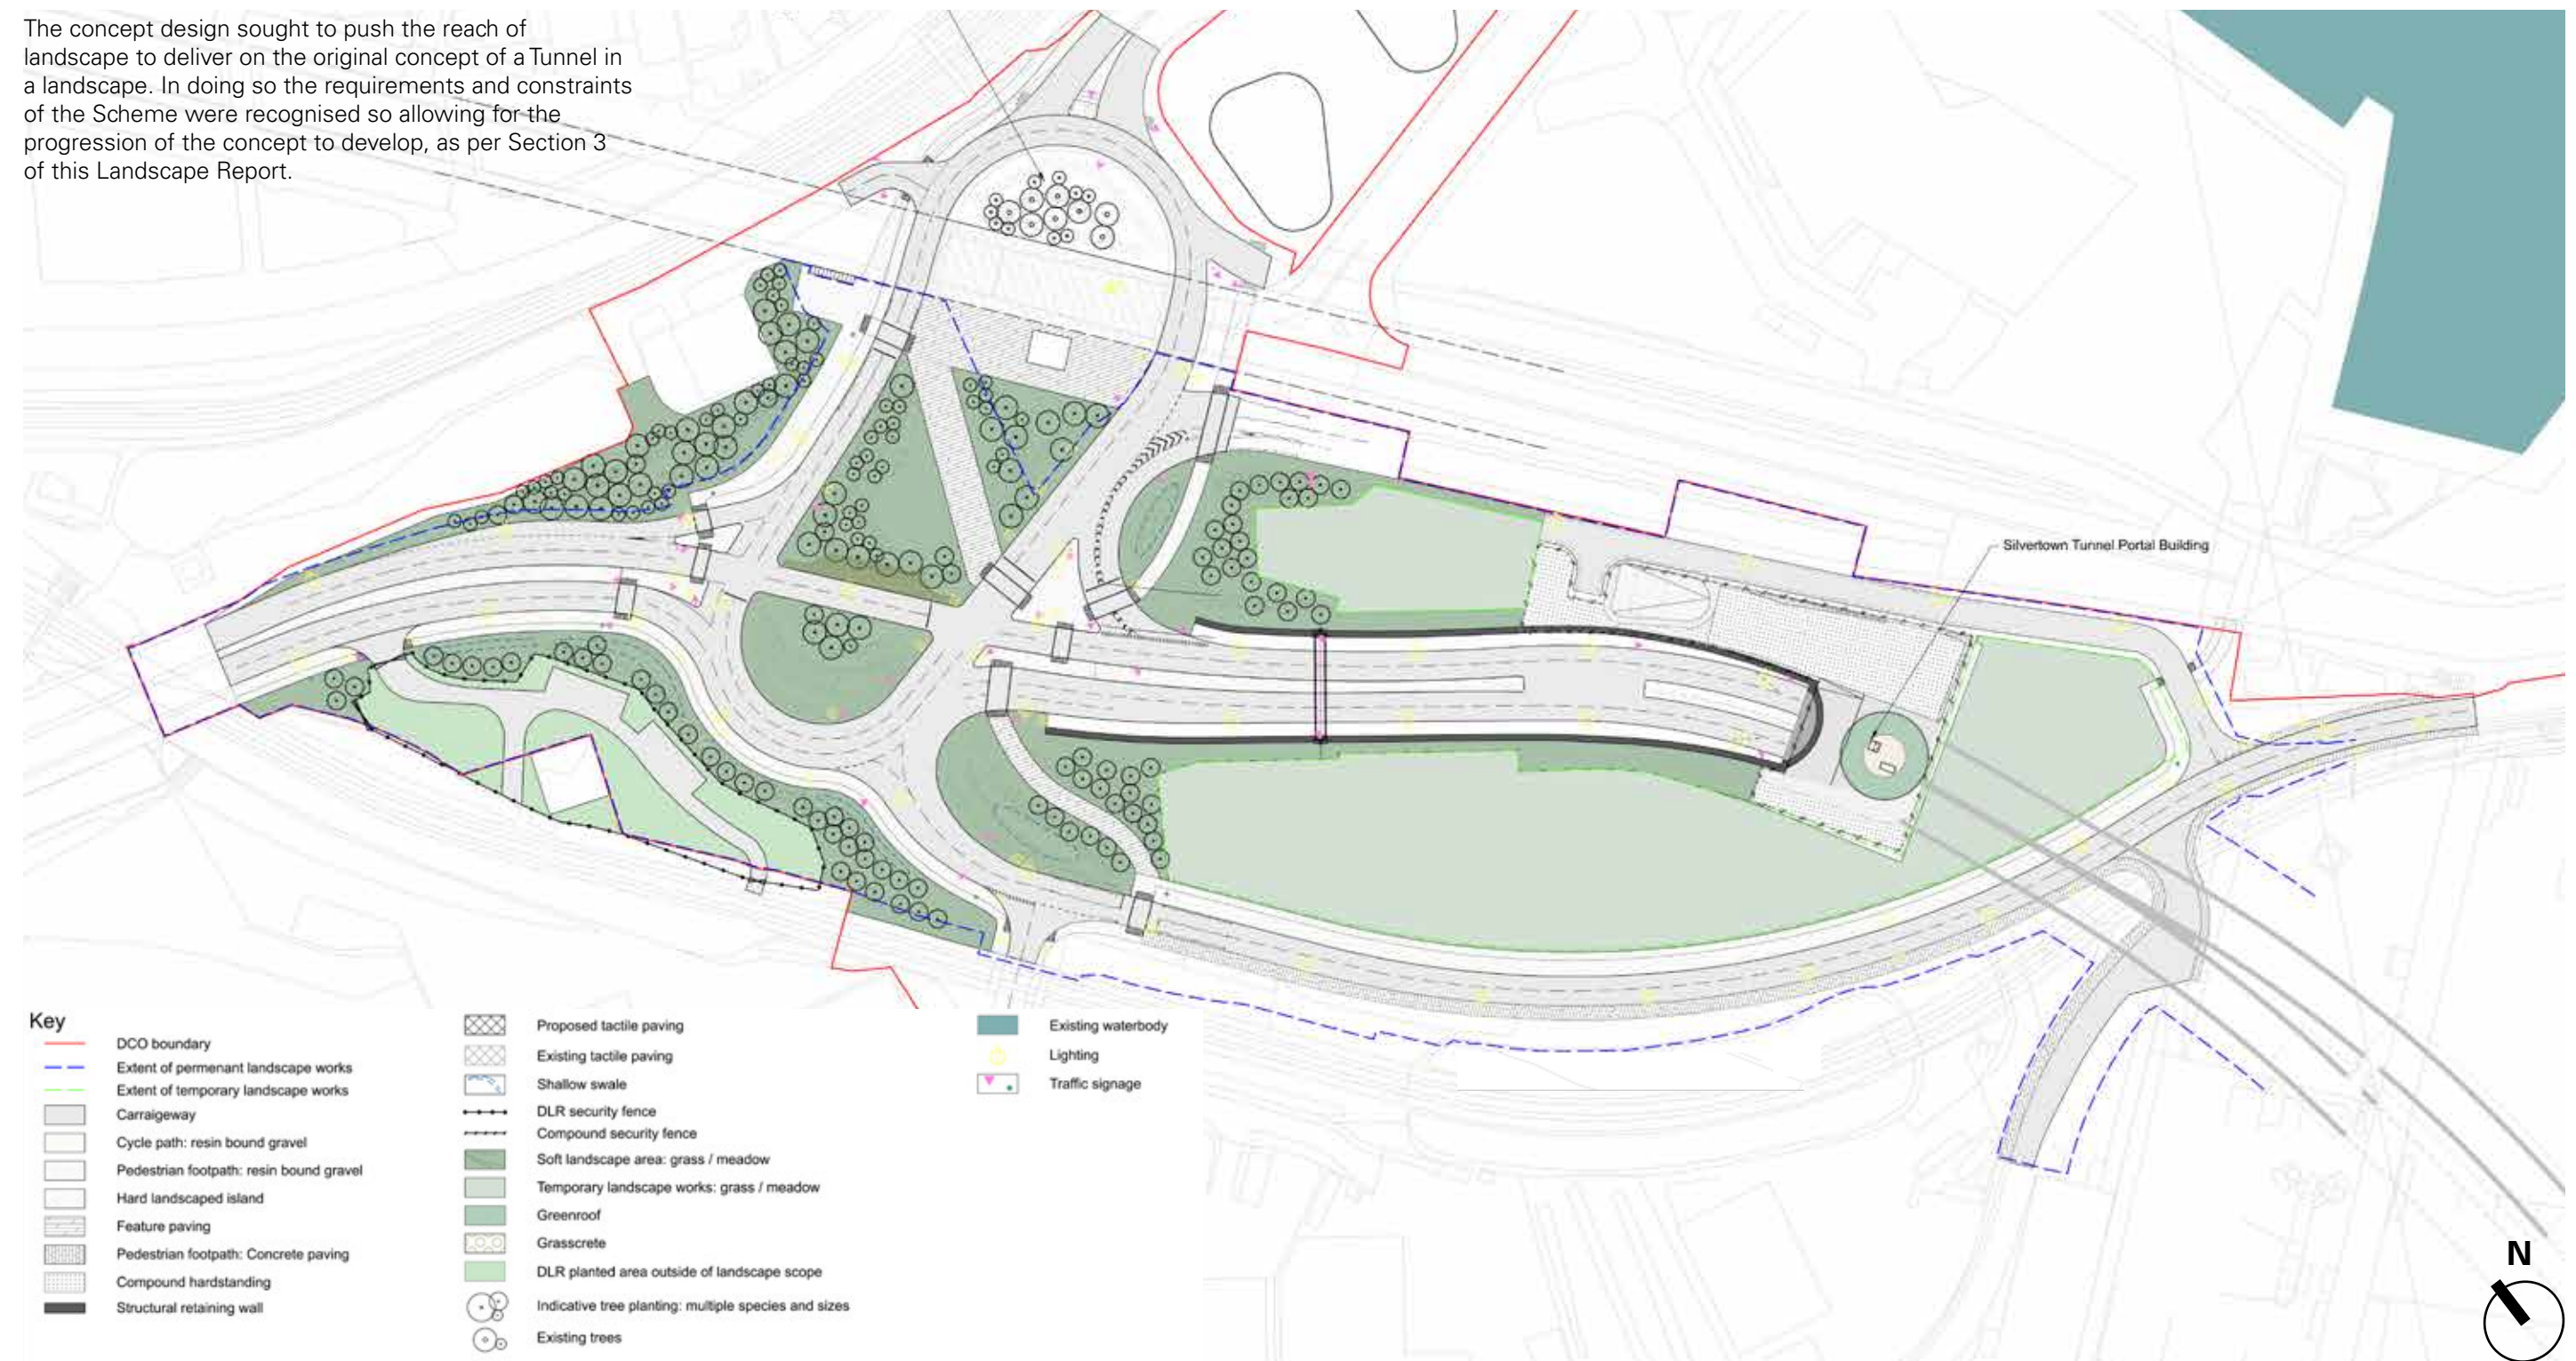 The concept design sought to push the reach of
landscape to deliver on the original concept of a Tunnel in
a landscape. In doing so the requirements and constraints
of the Scheme were recognised so allowing for the
progression of the concept to develop, as per Section 3
of this Landscape Report.
Silvertown Tunnel Portal Building
Key
DCO boundary
Extent of permenant landscape works
Extent of temporary landscape works
Carraigeway
Cycle path: resin bound gravel
Pedestrian footpath: resin bound gravel
Hard landscaped island
Feature paving
Pedestrian footpath: Concrete paving
Compound hardstanding
Structural retaining wall
Proposed tactile paving
Existing tactile paving
Shallow swale
DLR security fence
Compound security fence
Soft landscape area: grass / meadow
Temporary landscape works: grass / meadow
Greenroof
Grasscrete
DLR planted area outside of landscape scope
Indicative tree planting: multiple species and sizes
Existing trees
Existing waterbody
Lighting
Traffic signage
N